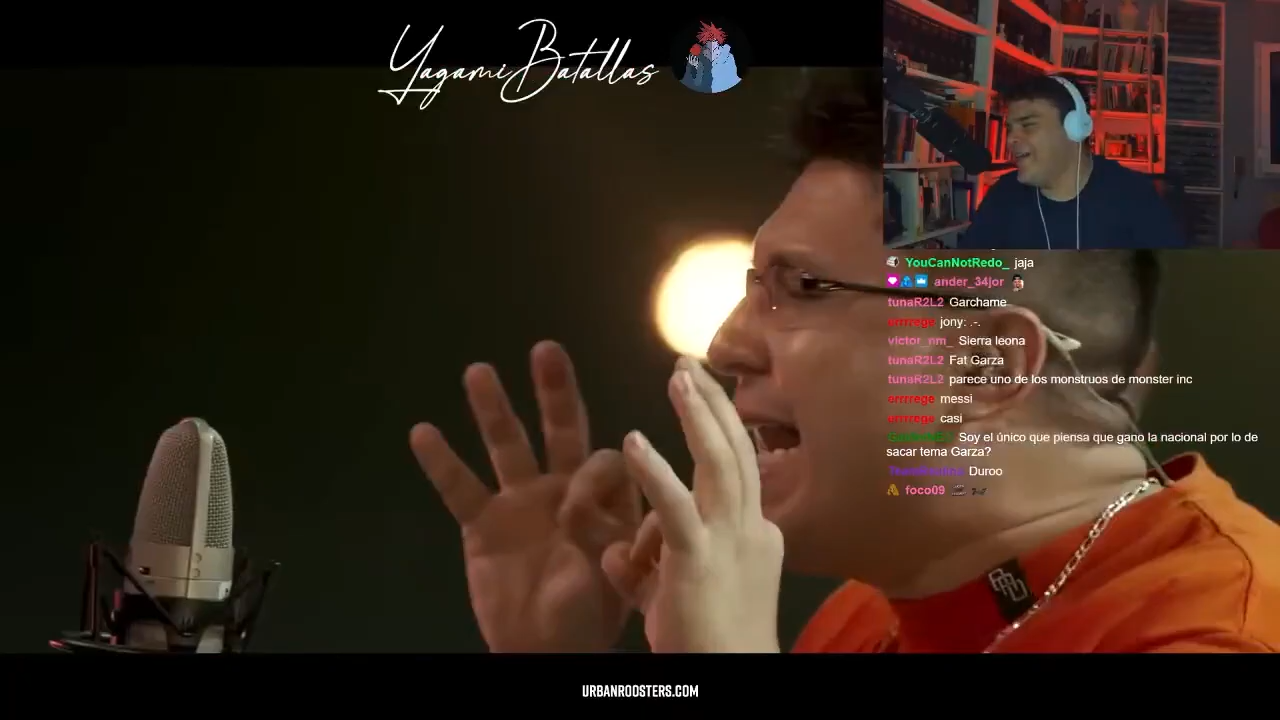 YagamiBatallas
YouCanNotRedo_ jaja
ander_34jor
tunaR2L2 Garchame
errrrege jony: .-.
victor_nm_ Sierra leona
tunaR2L2 Fat Garza
tunaR2L2 parece uno de los monstruos de monster inc
errrrege messi
errrrege casi
Soy el único que piensa que gano la nacional por lo de
sacar tema Garza?
Duroo
foco09
URBANROOSTERS.COM